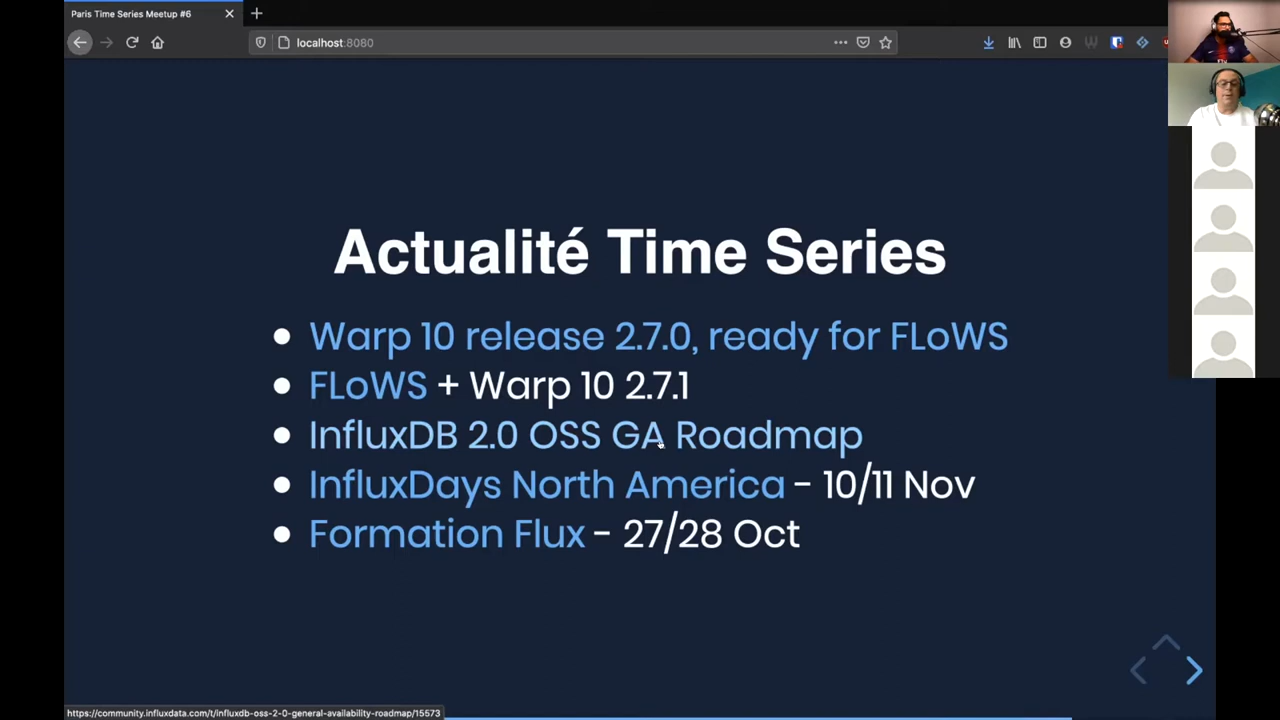 Paris Time Series Meetup #6
localhost:8080
Actualité Time Series
Warp 10 release 2.7.0, ready for FLoWS
FLoWS + Warp 10 2.7.1
InfluxDB 2.0 OSS GA Roadmap
InfluxDays North America - 10/11 Nov
Formation Flux - 27/28 Oct
https://community.influxdata.com/t/influxdb-oss-2-0-general-availability-roadmap/15573